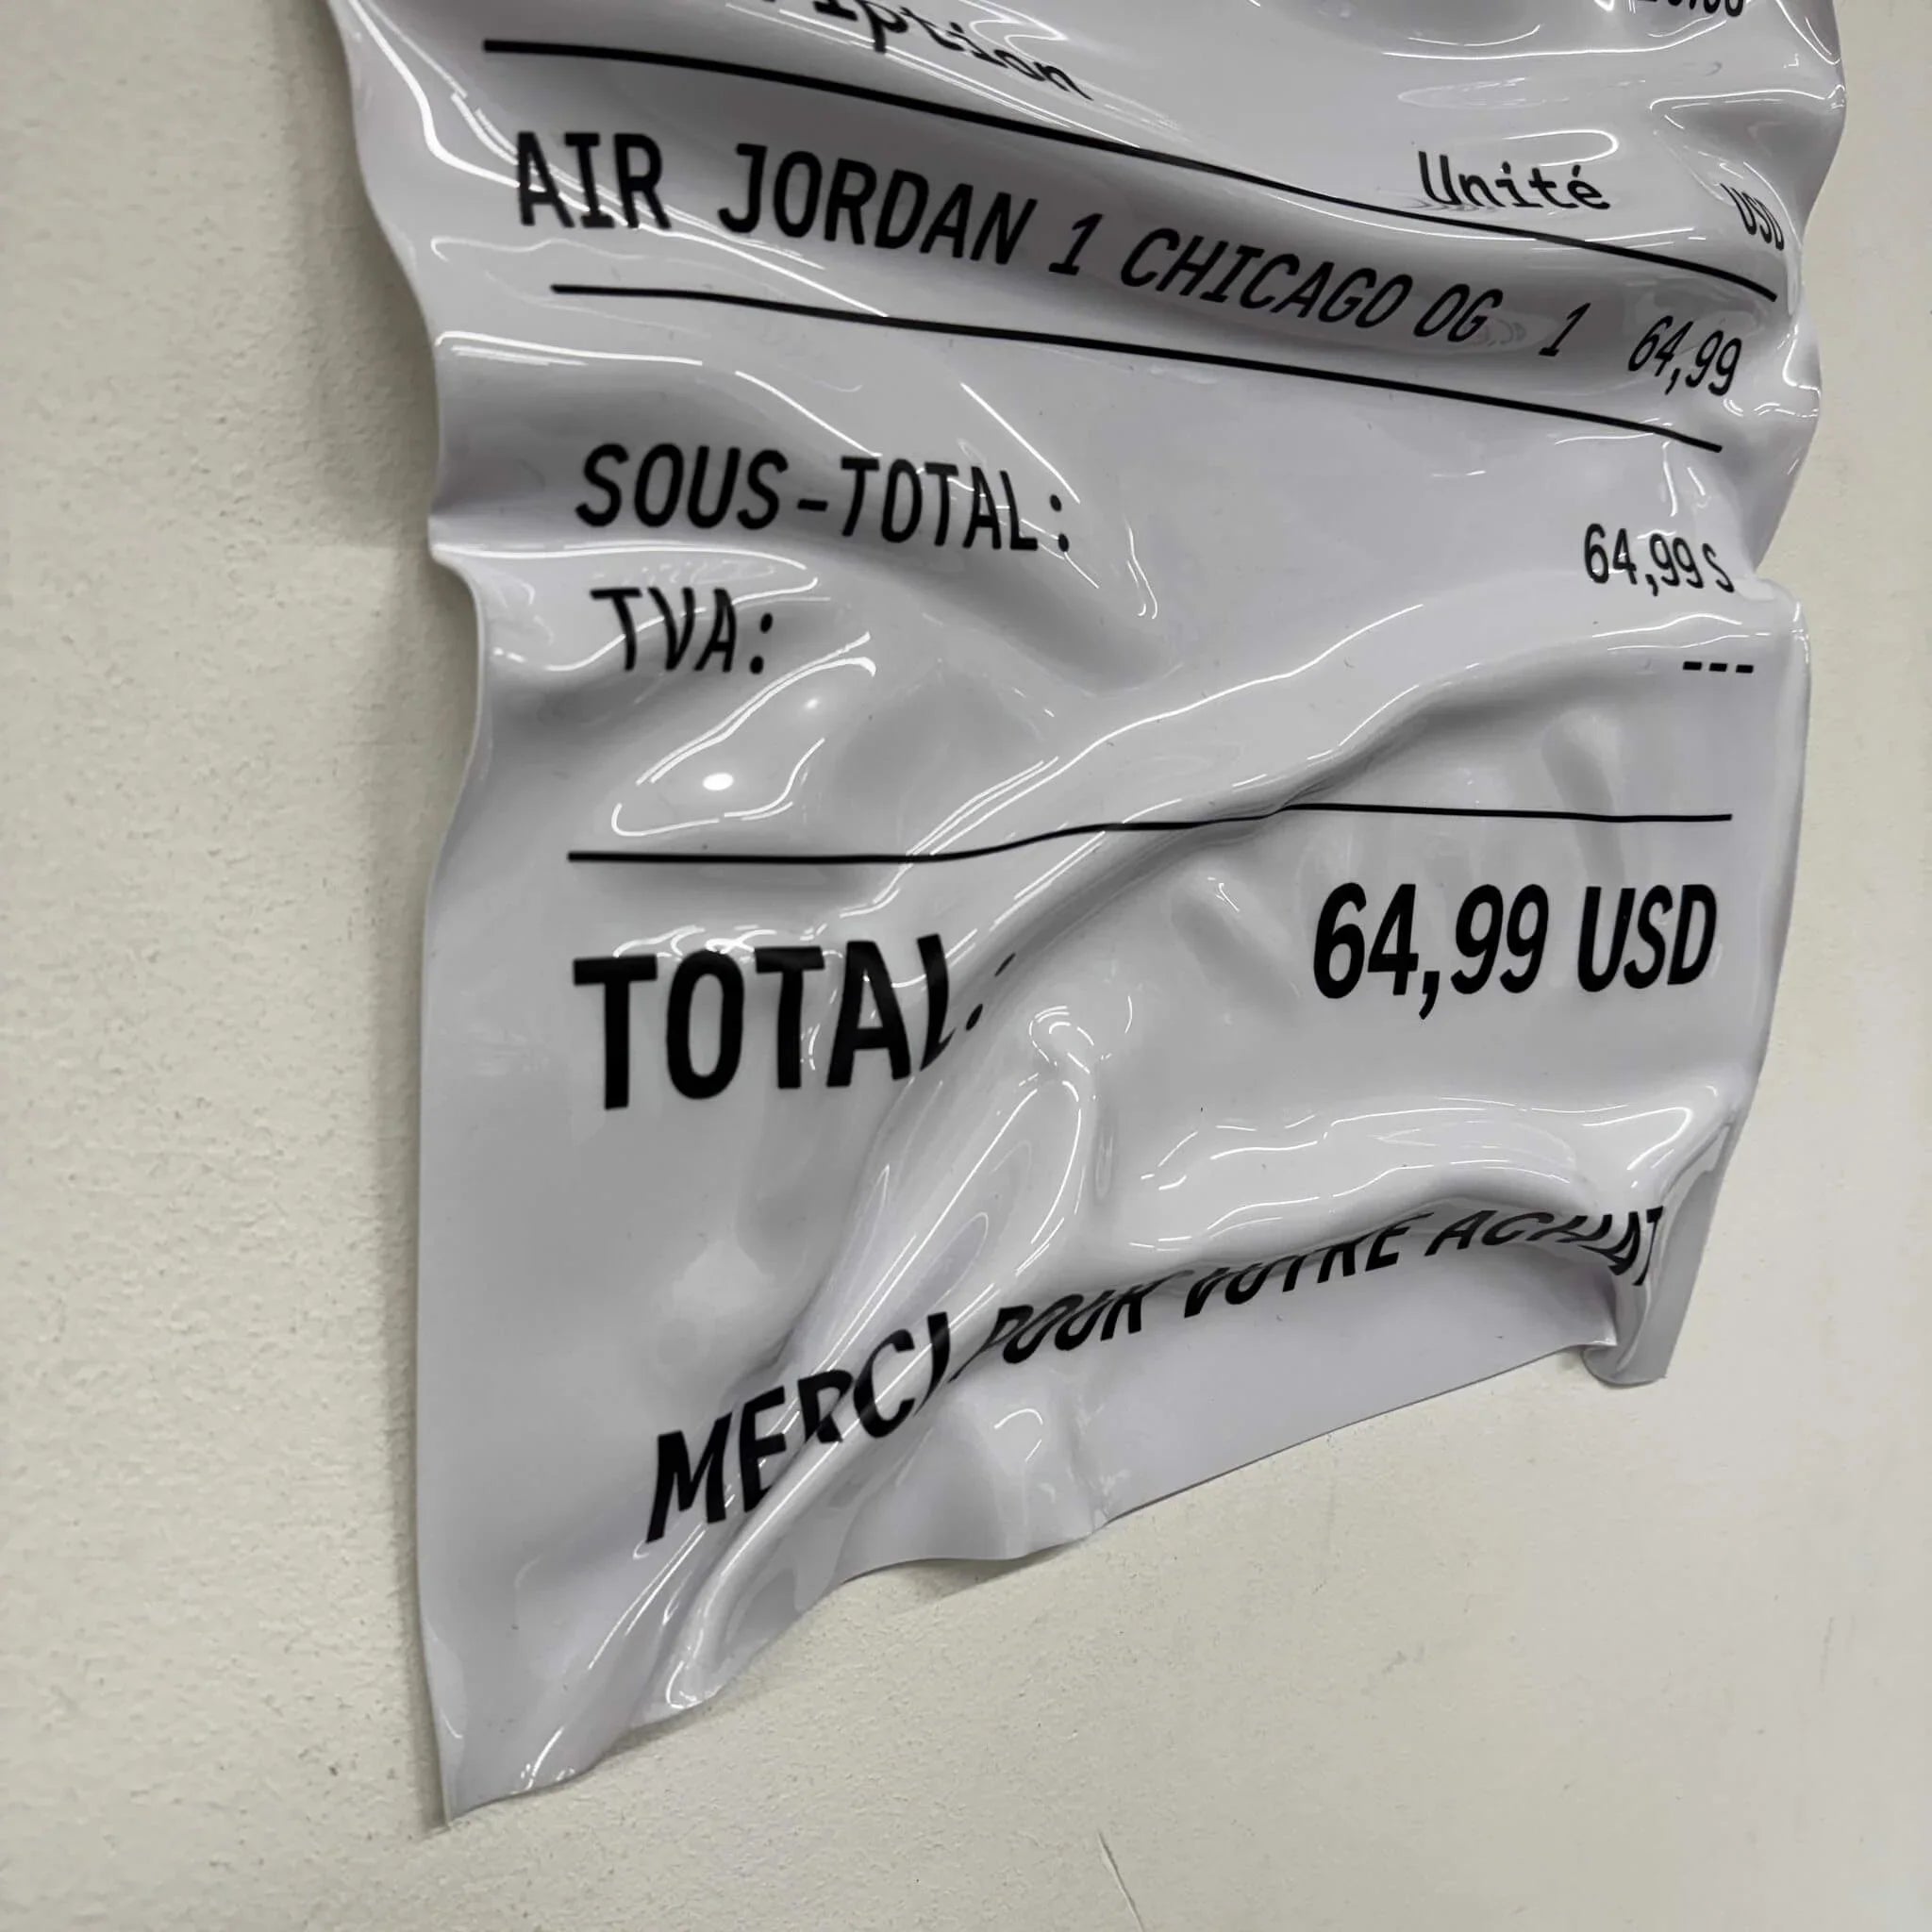 Unité USD
AIR JORDAN 1 CHICAGO OG 1 64,99
SOUS-TOTAL: 64,99 S
TVA: ---
TOTAL: 64,99 USD
MERCI POUR VOTRE ACHAT